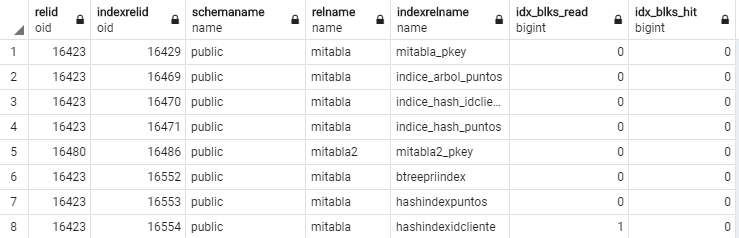 relid indexrelid schemaname relname indexrelname idx_blks_read idx_blks_hit
oid oid name name name bigint bigint
1 16423 16429 public mitabla mitabla_pkey 0 0
2 16423 16469 public mitabla indice_arbol_puntos 0 0
3 16423 16470 public mitabla indice_hash_idclie... 0 0
4 16423 16471 public mitabla indice_hash_puntos 0 0
5 16480 16486 public mitabla2 mitabla2_pkey 0 0
6 16423 16552 public mitabla btreepriindex 0 0
7 16423 16553 public mitabla hashindexpuntos 0 0
8 16423 16554 public mitabla hashindexidcliente 1 0